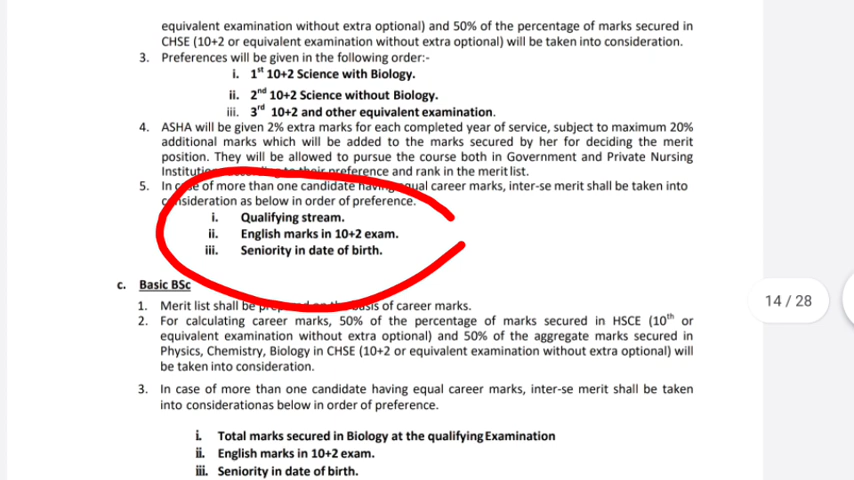 equivalent examination without extra optional) and 50% of the percentage of marks secured in
CHSE (10+2 or equivalent examination without extra optional) will be taken into consideration.
3. Preferences will be given in the following order:-
i. 1st 10+2 Science with Biology.
ii. 2nd 10+2 Science without Biology.
iii. 3rd 10+2 and other equivalent examination.
4. ASHA will be given 2% extra marks for each completed year of service, subject to maximum 20%
additional marks which will be added to the marks secured by her for deciding the merit
position. They will be allowed to pursue the course both in Government and Private Nursing
preference and rank in the merit list.
5. In case of more than one candidate having equal career marks, inter-se merit shall be taken into
consideration as below in order of preference.
i. Qualifying stream.
ii. English marks in 10+2 exam.
iii. Seniority in date of birth.
c. Basic BSc
1. Merit list shall be prepared on the basis of career marks.
14 / 28
2. For calculating career marks, 50% of the percentage of marks secured in HSCE (10th or
equivalent examination without extra optional) and 50% of the aggregate marks secured in
Physics, Chemistry, Biology in CHSE (10+2 or equivalent examination without extra optional) will
be taken into consideration.
3. In case of more than one candidate having equal career marks, inter-se merit shall be taken
into considerationas below in order of preference.
i. Total marks secured in Biology at the qualifying Examination
ii. English marks in 10+2 exam.
iii. Seniority in date of birth.